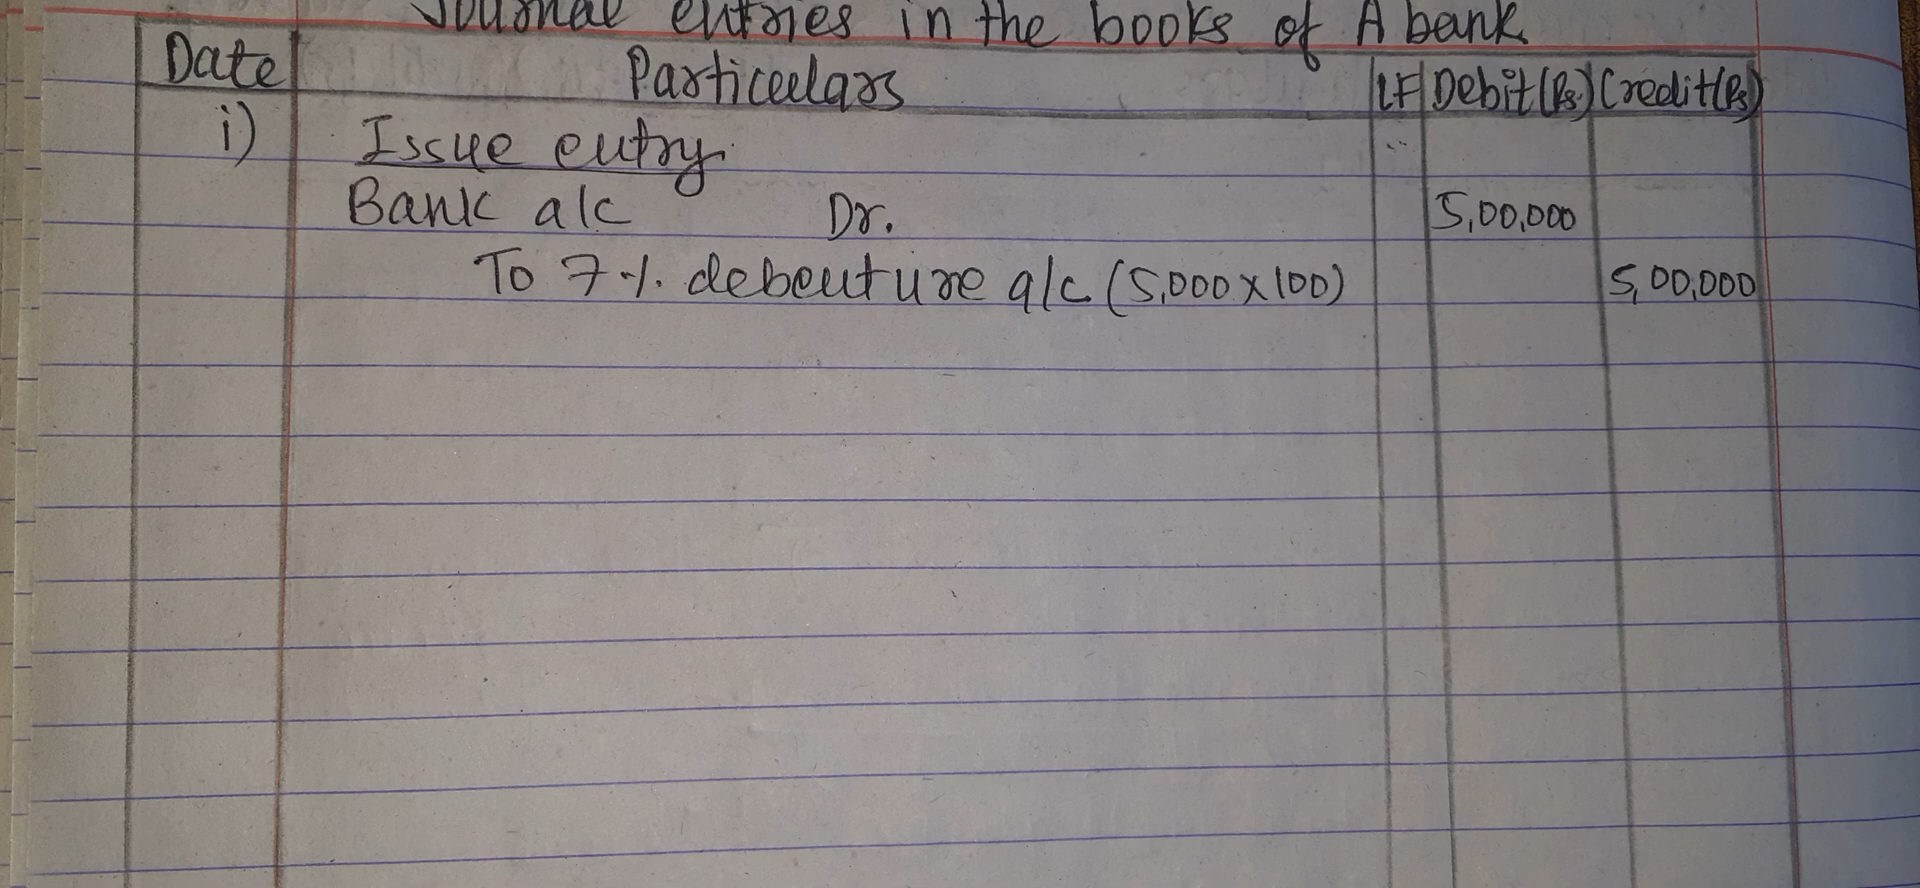 Journal entries in the books of A bank
Date Particulars LF Debit(Rs) Credit(Rs)
i) Issue entry
Bank a/c Dr. 5,00,000
To 7 % debenture a/c (5,000 x 100) 5,00,000